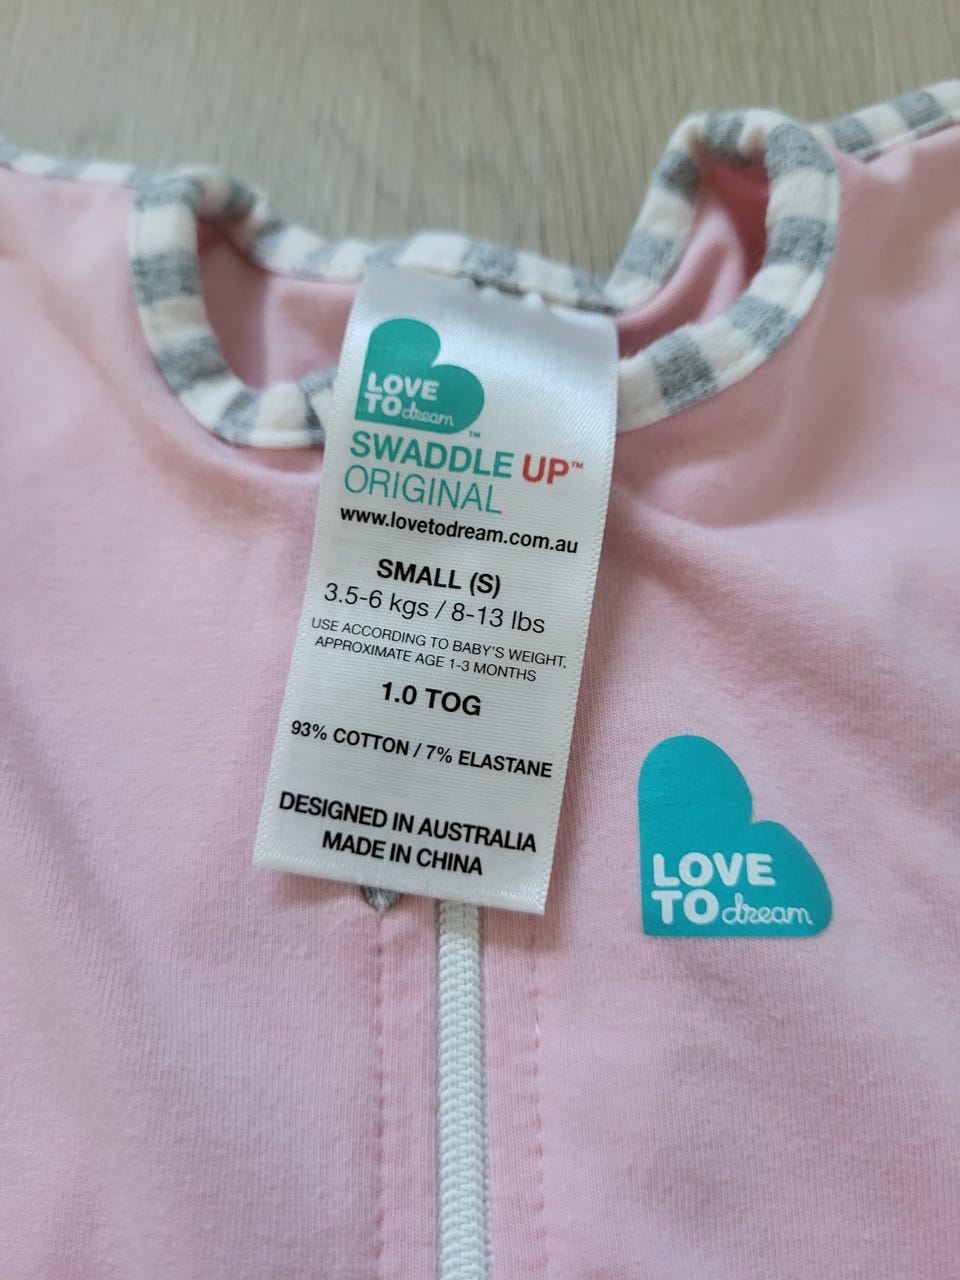 LOVE
TO dream™
SWADDLE UP™
ORIGINAL
www.lovetodream.com.au
SMALL (S)
3.5-6 kgs / 8-13 lbs
USE ACCORDING TO BABY'S WEIGHT.
APPROXIMATE AGE 1-3 MONTHS
1.0 TOG
93% COTTON / 7% ELASTANE
DESIGNED IN AUSTRALIA
MADE IN CHINA
LOVE
TO dream